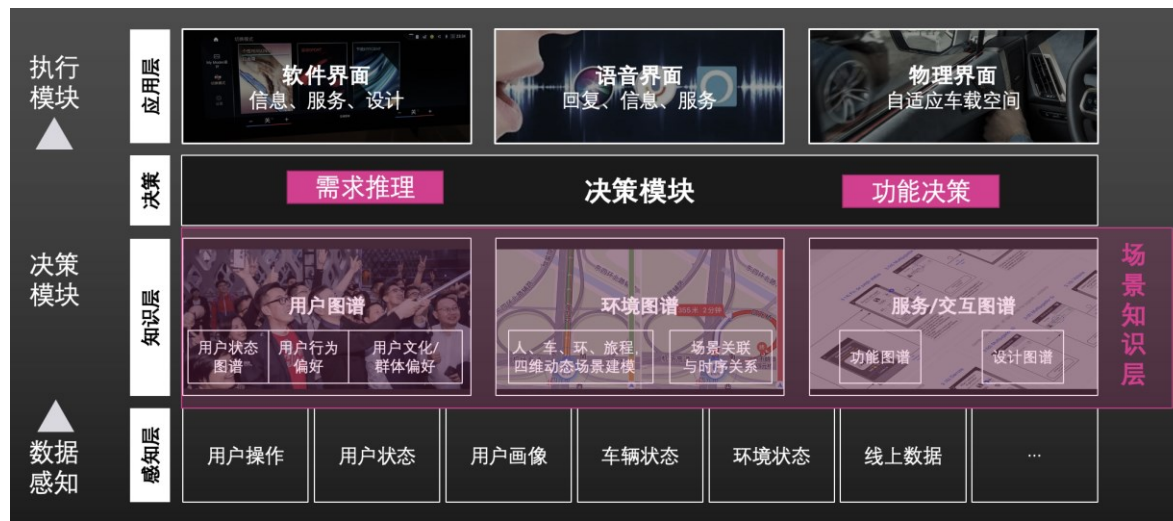 执行
模块
应用层
软件界面
信息、服务、设计
语音界面
回复、信息、服务
物理界面
自适应车载空间
决策
需求推理
决策模块
功能决策
决策
模块
知识层
用户图谱
用户状态
图谱
用户行为
偏好
用户文化/
群体偏好
环境图谱
人、车、环、旅程,
四维动态场景建模
场景关联
与时序关系
服务/交互图谱
功能图谱
设计图谱
场景知识层
数据
感知
感知层
用户操作
用户状态
用户画像
车辆状态
环境状态
线上数据
...